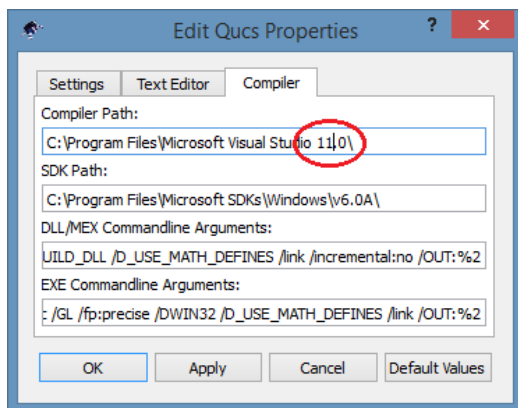 Edit Qucs Properties ? ×
Settings Text Editor Compiler
Compiler Path:
C:\Program Files\Microsoft Visual Studio 11.0\
SDK Path:
C:\Program Files\Microsoft SDKs\Windows\v6.0A\
DLL/MEX Commandline Arguments:
UILD_DLL /D_USE_MATH_DEFINES /link /incremental:no /OUT:%2
EXE Commandline Arguments:
: /GL /fp:precise /DWIN32 /D_USE_MATH_DEFINES /link /OUT:%2
OK Apply Cancel Default Values